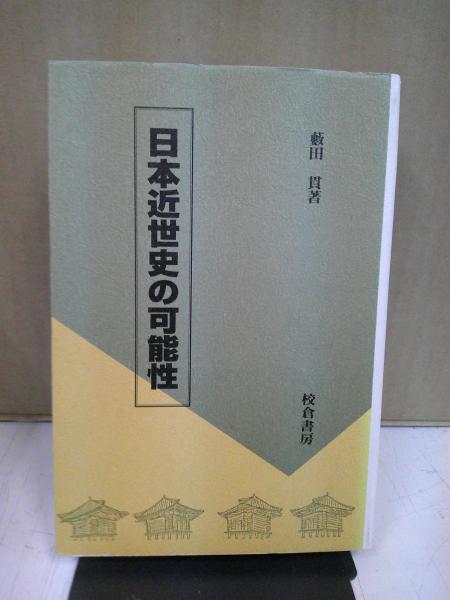 藪田 貫著
日本近世史の可能性
校倉書房